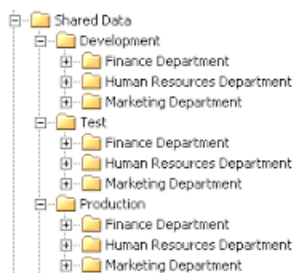 Shared Data
Development
Finance Department
Human Resources Department
Marketing Department
Test
Finance Department
Human Resources Department
Marketing Department
Production
Finance Department
Human Resources Department
Marketing Department